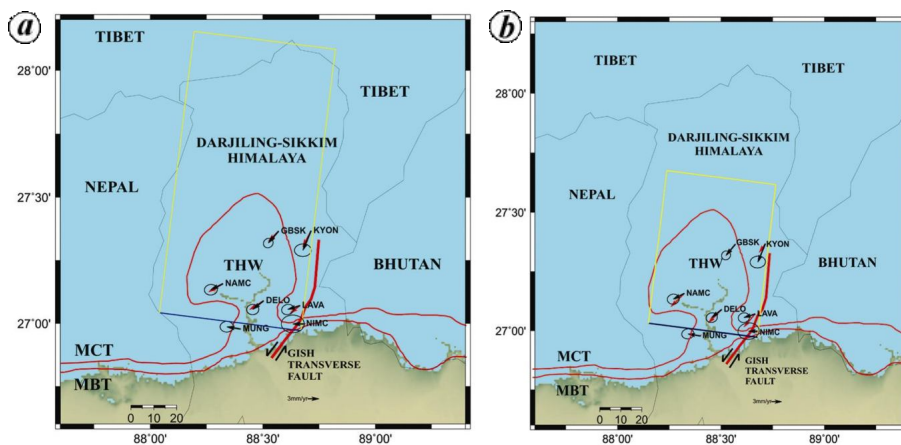 a
TIBET
28°00'
TIBET
DARJILING-SIKKIM
HIMALAYA
NEPAL
27°30'
GBSK
KYON
THW
BHUTAN
NAMC
DELO
LAVA
27°00'
MUNG
NIMC
MCT
GISH
TRANSVERSE
FAULT
MBT
3mm/yr
0 10 20
88°00'
88°30'
89°00'
b
TIBET
TIBET
28°00'
DARJILING-SIKKIM
HIMALAYA
NEPAL
27°30'
GBSK
KYON
THW
BHUTAN
NAMC
DELO
LAVA
27°00'
MUNG
NIMC
MCT
GISH
TRANSVERSE
FAULT
MBT
3mm/yr
0 10 20
88°00'
88°30'
89°00'